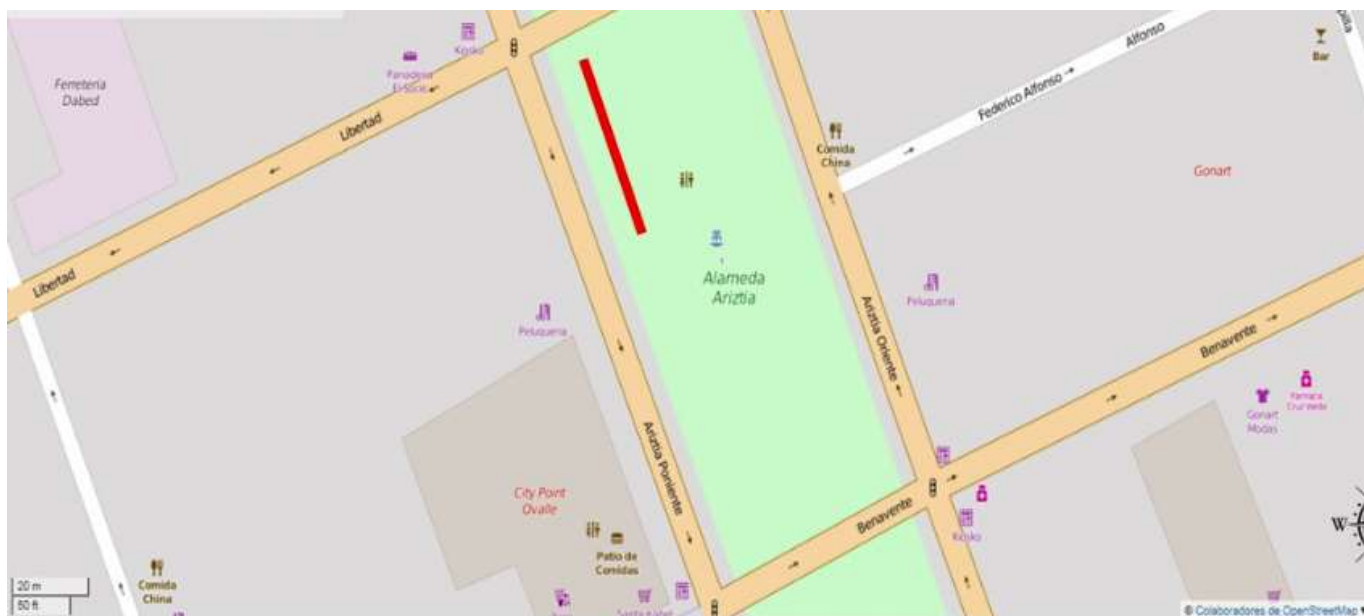 Kiosko
Ferreteria
Dabed
Libertad
Libertad
Alfonso
Federico Alfonso
Bar
Comida
China
Gonart
Alameda
Ariztia
Peluqueria
Peluqueria
Ariztia Oriente
Benavente
Gonart
Modas
Ariztia Poniente
City Point
Ovalle
Benavente
Kiosko
Patio de
Comidas
Comida
China
W
20 m
50 ft
© Colaboradores de OpenStreetMap